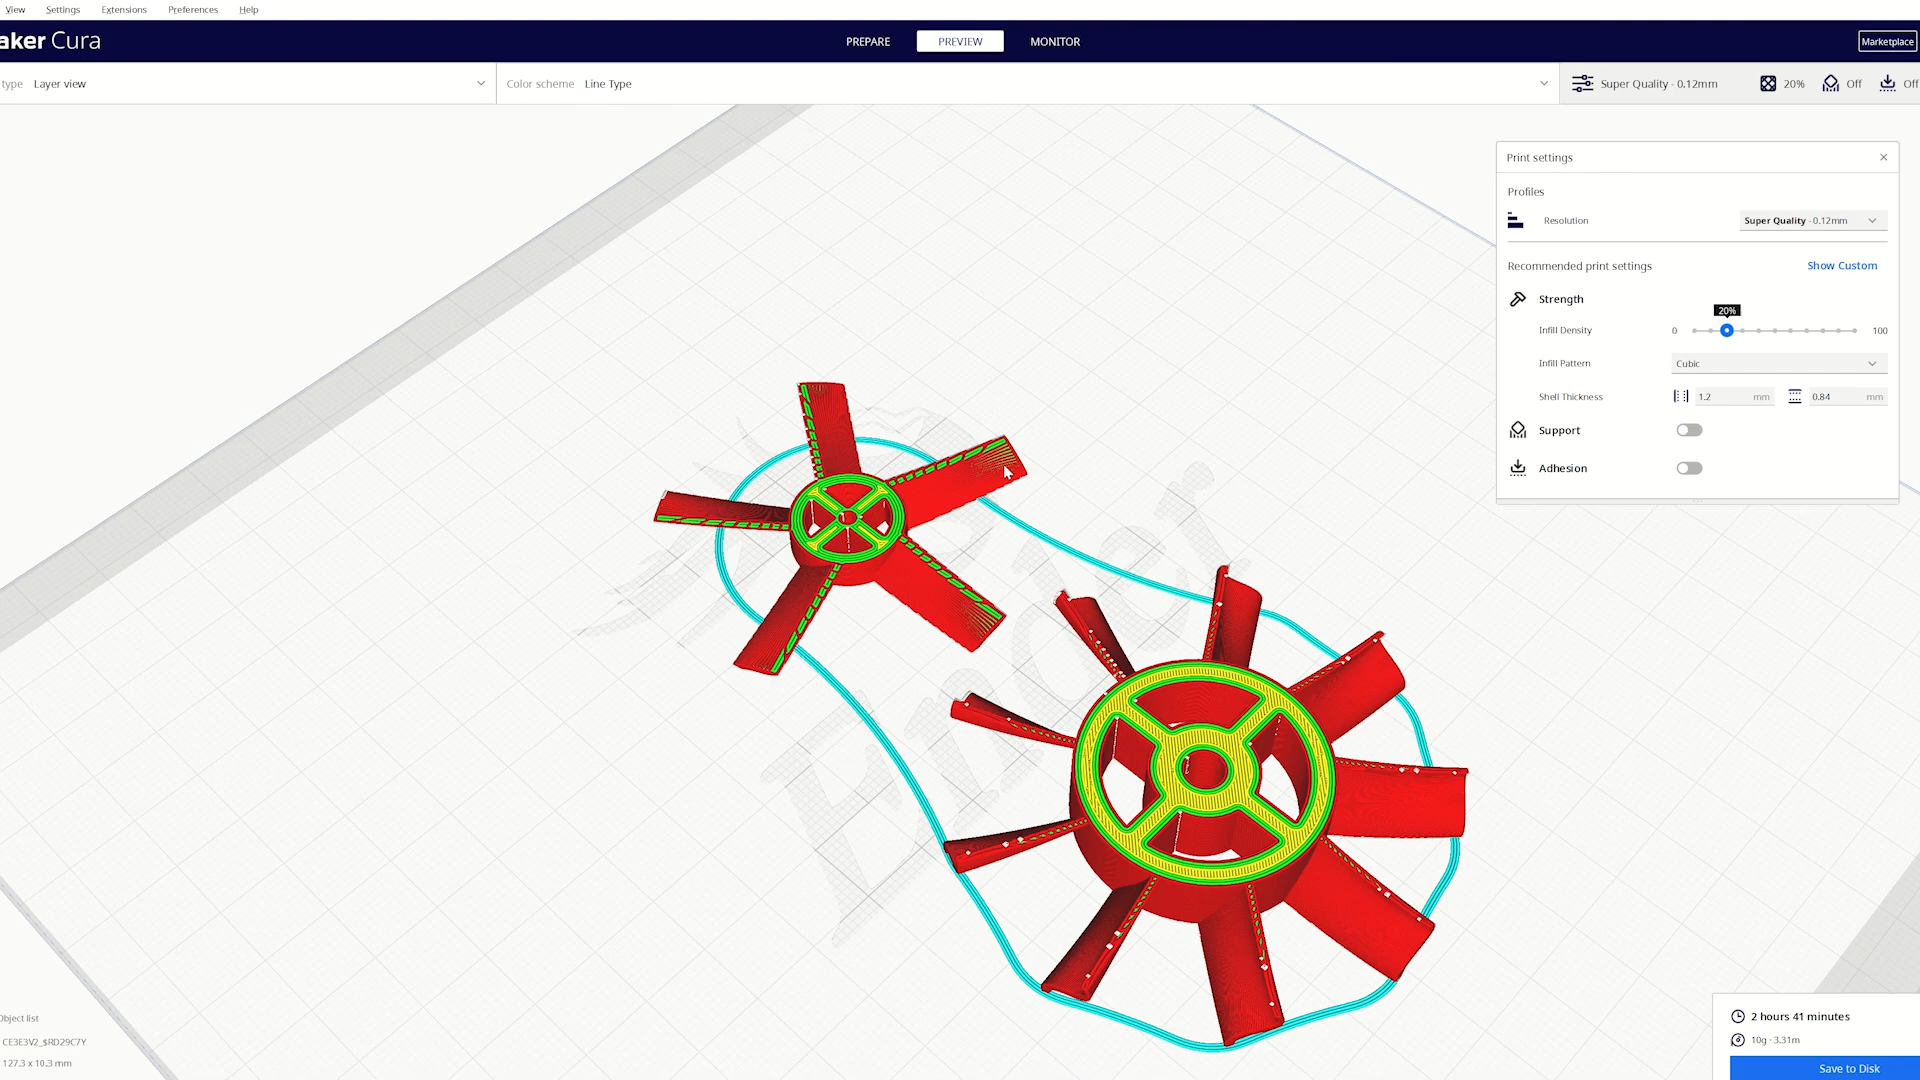 View Settings Extensions Preferences Help
aker Cura PREPARE PREVIEW MONITOR Marketplace
type Layer view Color scheme Line Type Super Quality - 0.12mm 20% Off Off
Print settings
Profiles
Resolution Super Quality - 0.12mm
Recommended print settings Show Custom
Strength
20%
Infill Density 0 100
Infill Pattern Cubic
Shell Thickness 1.2 mm 0.84 mm
Support
Adhesion
Ender
Object list
CE3E3V2_$RD29C7Y
127.3 x 10.3 mm
2 hours 41 minutes
10g · 3.31m
Save to Disk